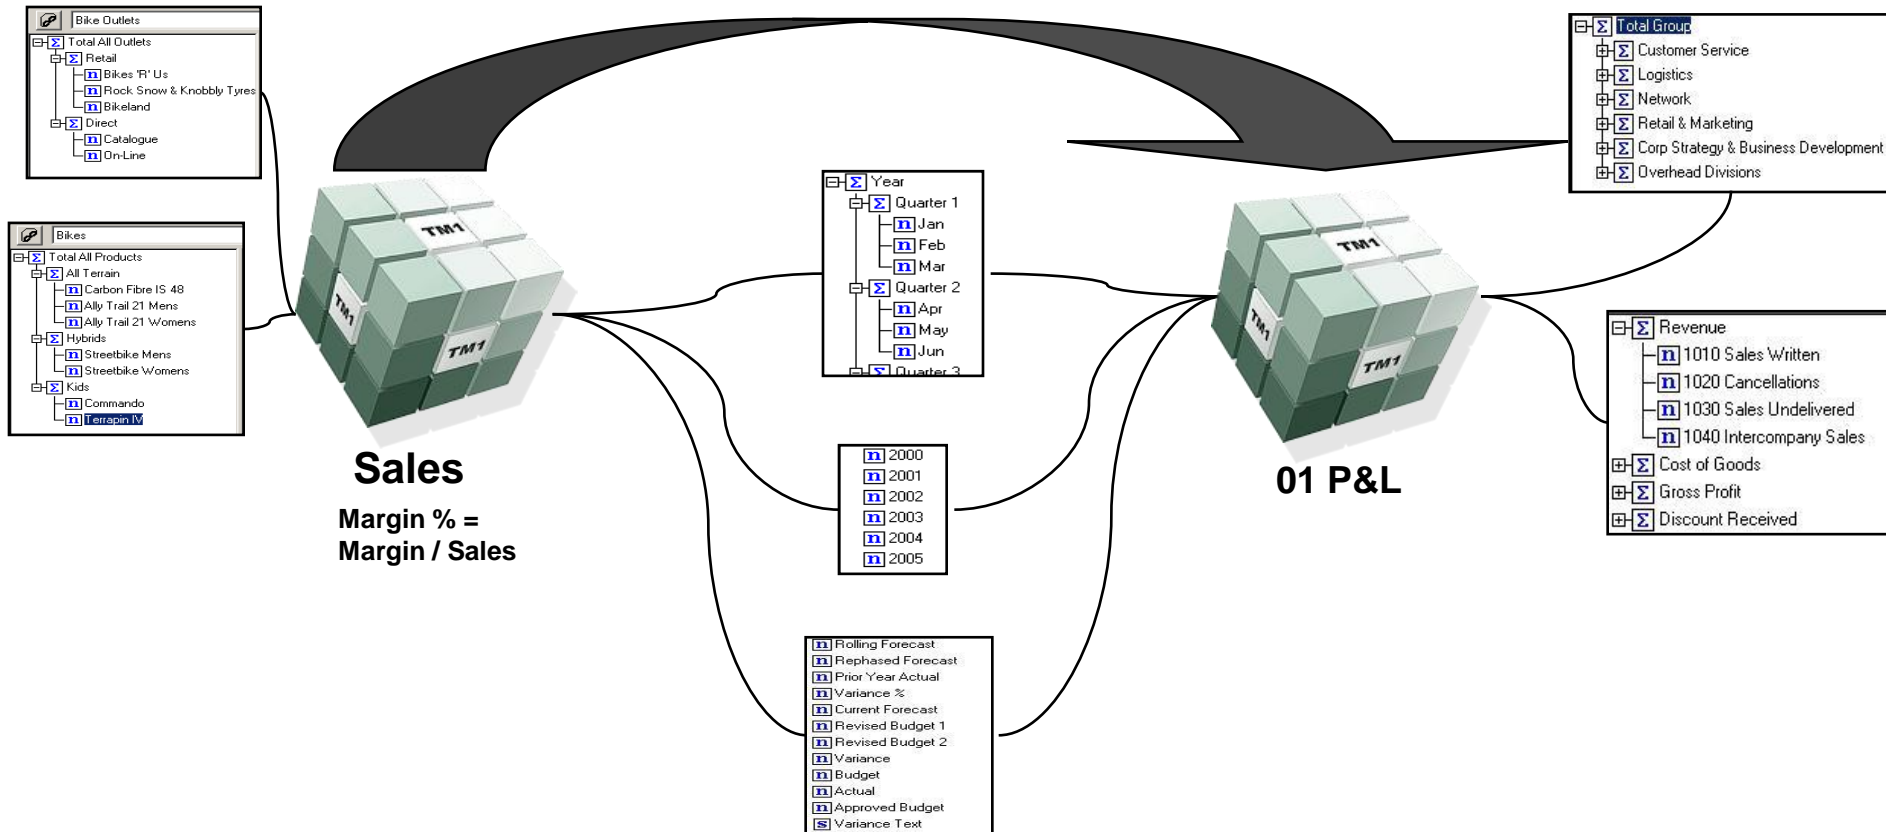 Bike Outlets
Total All Outlets
Retail
Bikes 'R' Us
Rock Snow & Knobbly Tyres
Bikeland
Direct
Catalogue
On-Line
Bikes
Total All Products
All Terrain
Carbon Fibre IS 48
Ally Trail 21 Mens
Ally Trail 21 Womens
Hybrids
Streetbike Mens
Streetbike Womens
Kids
Commando
Terrapin IV
TM1
TM1
TM1
Sales
Margin % =
Margin / Sales
Year
Quarter 1
Jan
Feb
Mar
Quarter 2
Apr
May
Jun
Quarter 3
2000
2001
2002
2003
2004
2005
Rolling Forecast
Rephased Forecast
Prior Year Actual
Variance %
Current Forecast
Revised Budget 1
Revised Budget 2
Variance
Budget
Actual
Approved Budget
Variance Text
TM1
TM1
TM1
01 P&L
Total Group
Customer Service
Logistics
Network
Retail & Marketing
Corp Strategy & Business Development
Overhead Divisions
Revenue
1010 Sales Written
1020 Cancellations
1030 Sales Undelivered
1040 Intercompany Sales
Cost of Goods
Gross Profit
Discount Received